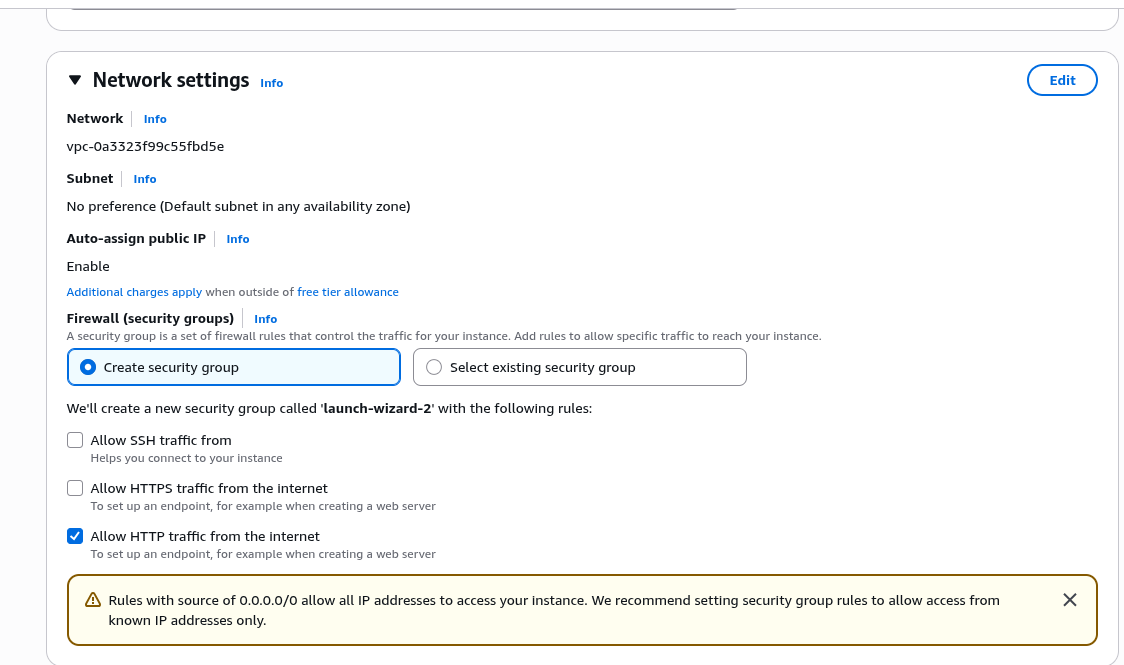 Network settings Info
Edit
Network Info
vpc-0a3323f99c55fbd5e
Subnet Info
No preference (Default subnet in any availability zone)
Auto-assign public IP Info
Enable
Additional charges apply when outside of free tier allowance
Firewall (security groups) Info
A security group is a set of firewall rules that control the traffic for your instance. Add rules to allow specific traffic to reach your instance.
Create security group
Select existing security group
We'll create a new security group called 'launch-wizard-2' with the following rules:
Allow SSH traffic from
Helps you connect to your instance
Allow HTTPS traffic from the internet
To set up an endpoint, for example when creating a web server
Allow HTTP traffic from the internet
To set up an endpoint, for example when creating a web server
Rules with source of 0.0.0.0/0 allow all IP addresses to access your instance. We recommend setting security group rules to allow access from
known IP addresses only.